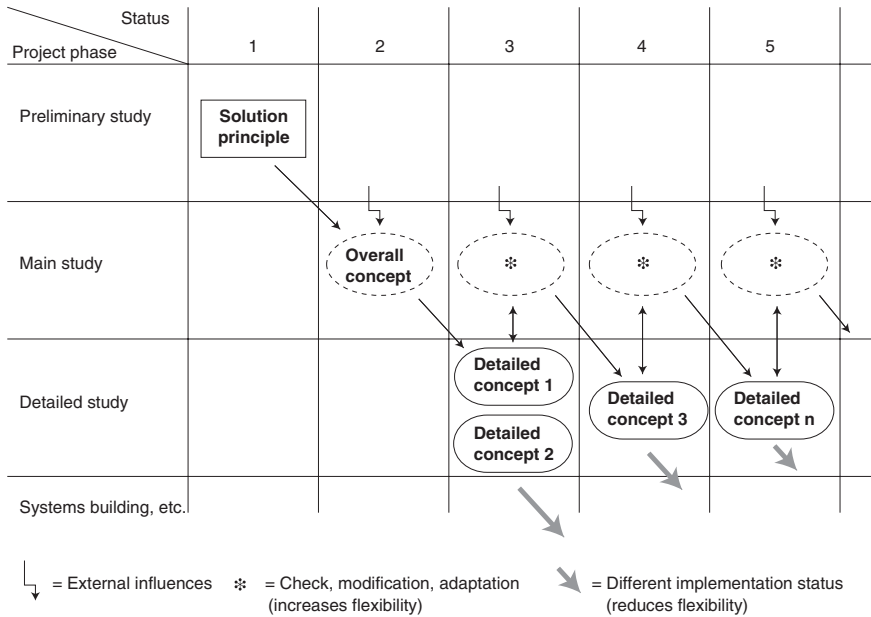 Status
Project phase
1 2 3 4 5
Preliminary study
Solution
principle
Main study
Overall
concept
* * *
Detailed study
Detailed
concept 1
Detailed
concept 2
Detailed
concept 3
Detailed
concept n
Systems building, etc.
= External influences
* = Check, modification, adaptation
(increases flexibility)
= Different implementation status
(reduces flexibility)